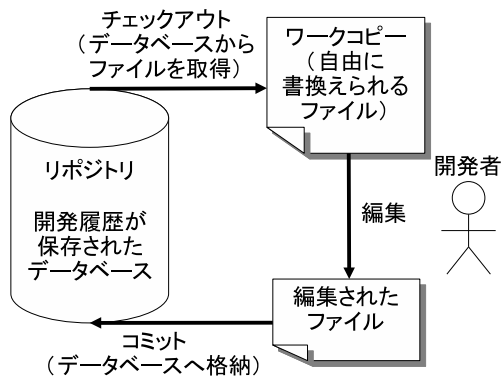 チェックアウト
（データベースから
ファイルを取得）
ワークコピー
（自由に
書換えられる
ファイル）
リポジトリ
開発履歴が
保存された
データベース
開発者
編集
編集された
ファイル
コミット
（データベースへ格納）